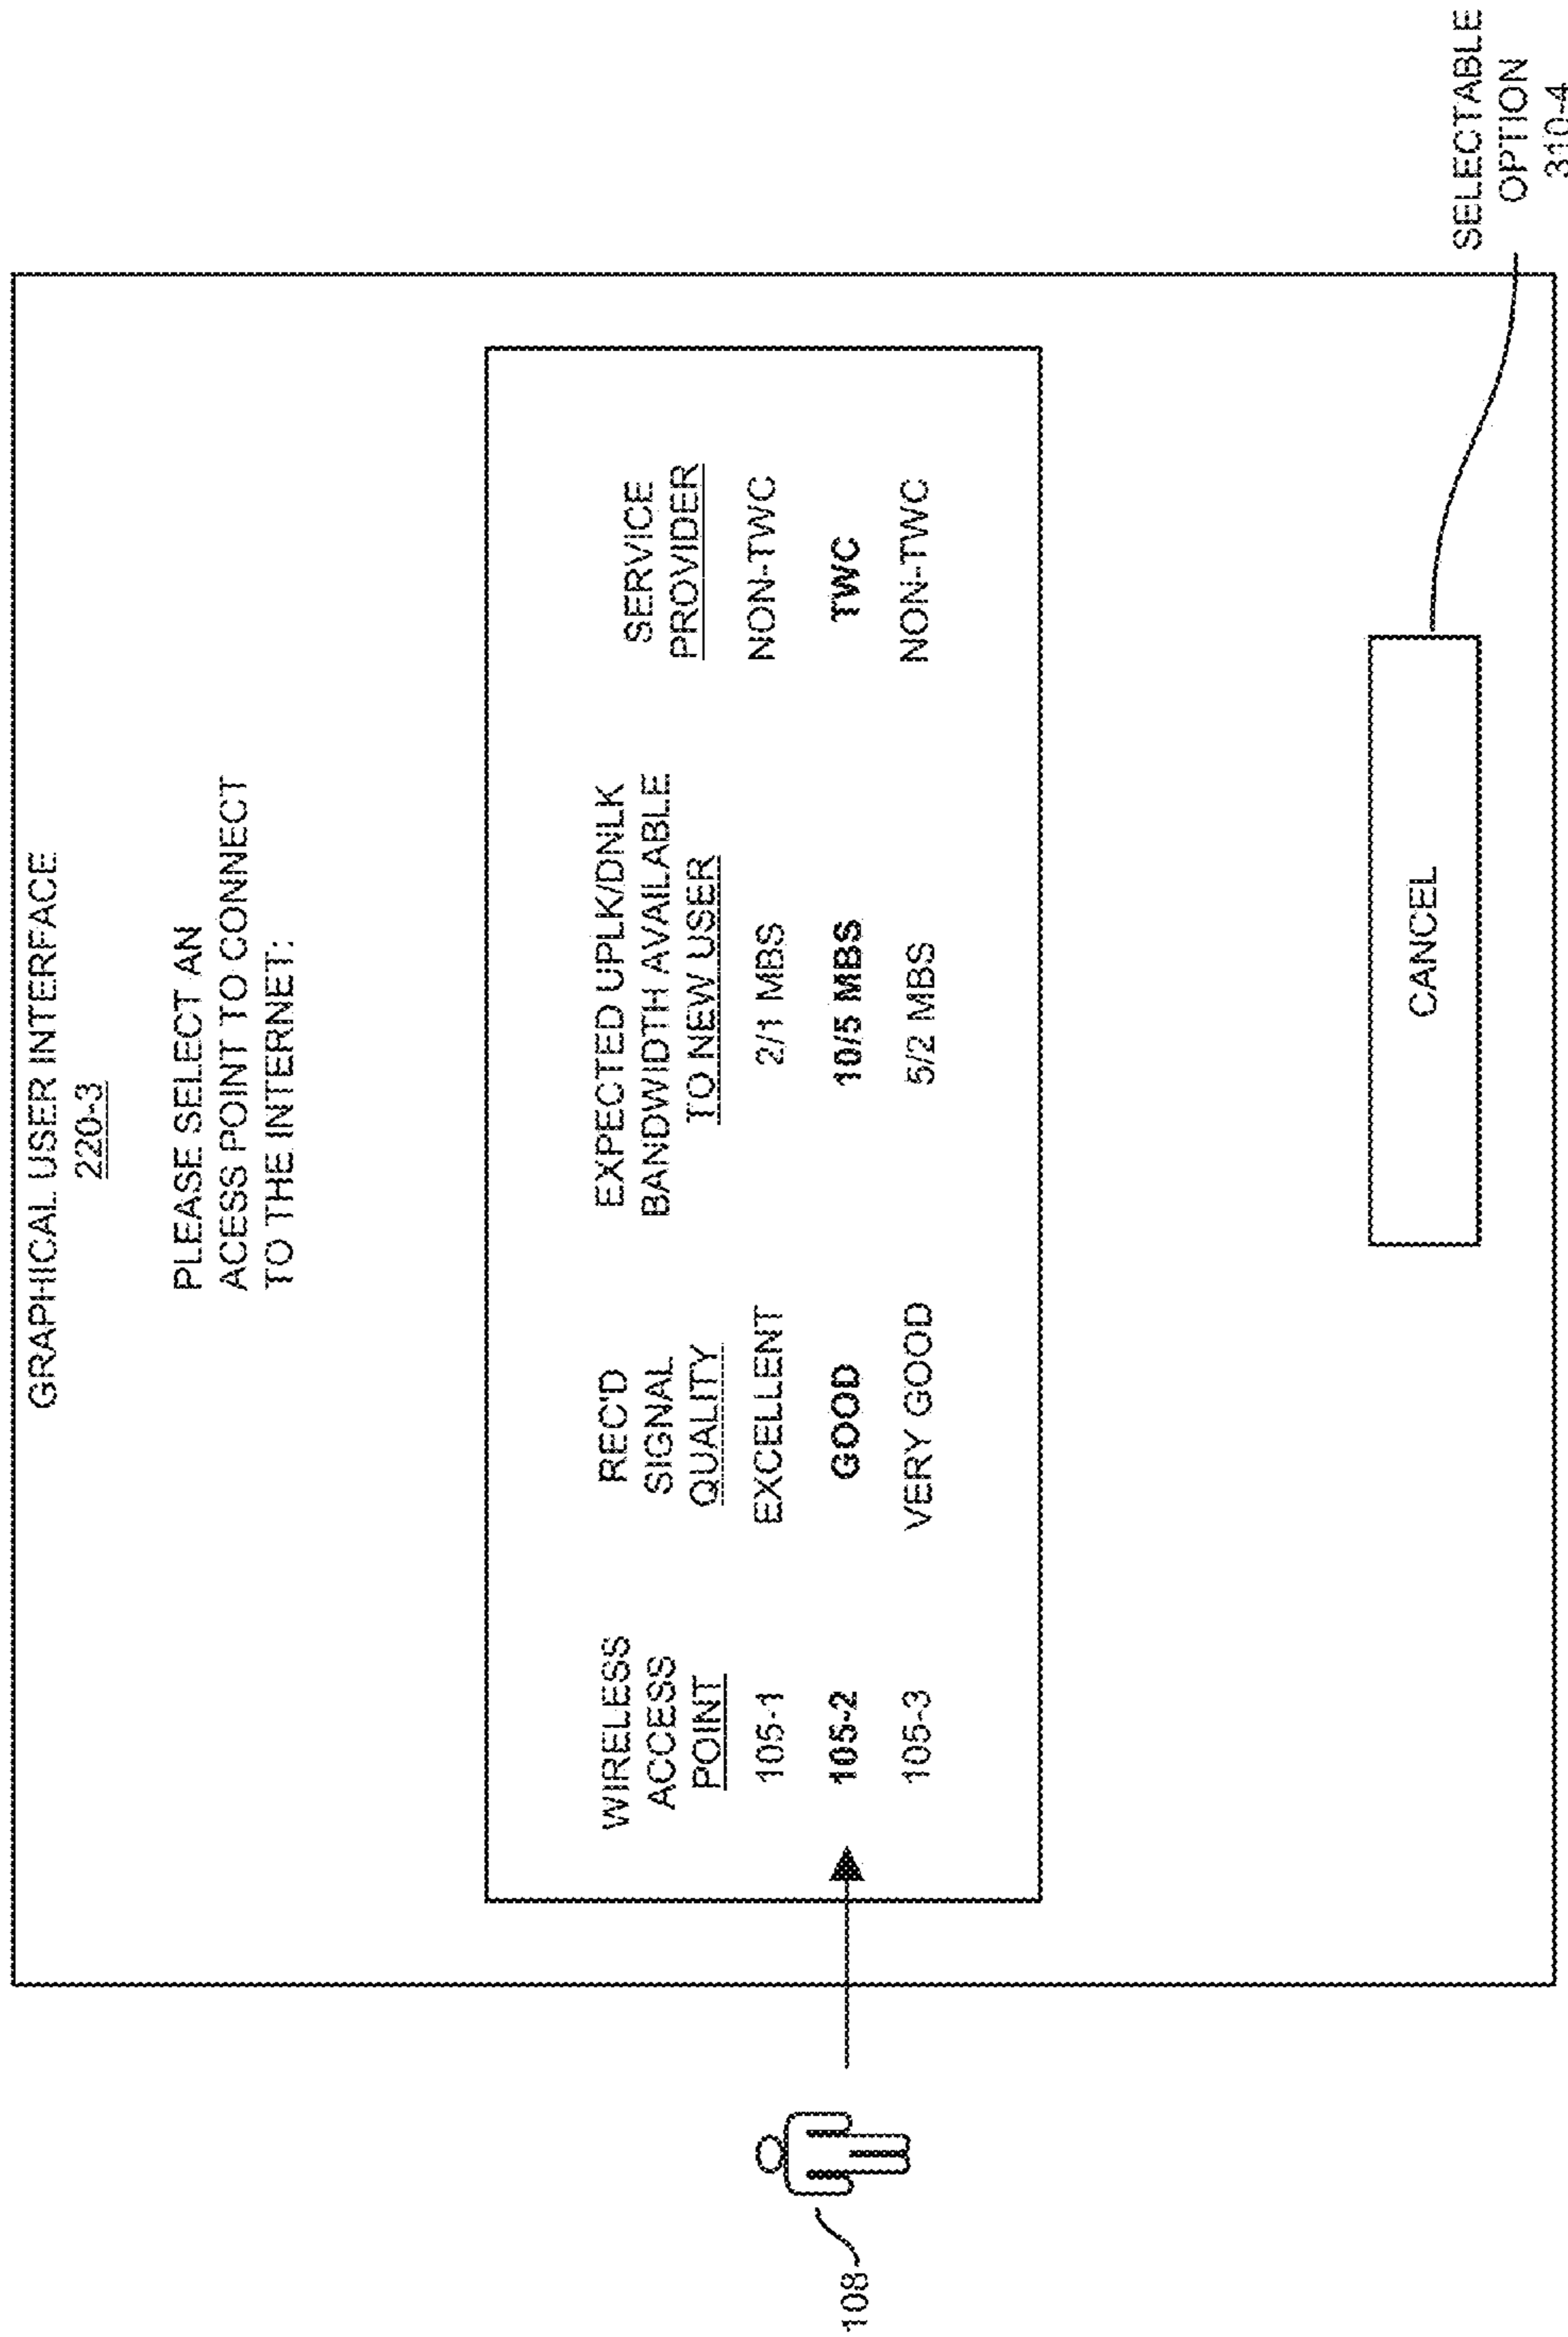 GRAPHICAL USER INTERFACE
220-3
PLEASE SELECT AN
ACESS POINT TO CONNECT
TO THE INTERNET:
WIRELESS
ACCESS
POINT
REC'D
SIGNAL
QUALITY
EXPECTED UPLK/DNLK
BANDWIDTH AVAILABLE
TO NEW USER
SERVICE
PROVIDER
105-1 EXCELLENT 2/1 MBS NON-TWC
105-2 GOOD 10/5 MBS TWC
105-3 VERY GOOD 5/2 MBS NON-TWC
108
CANCEL
SELECTABLE
OPTION
310-4